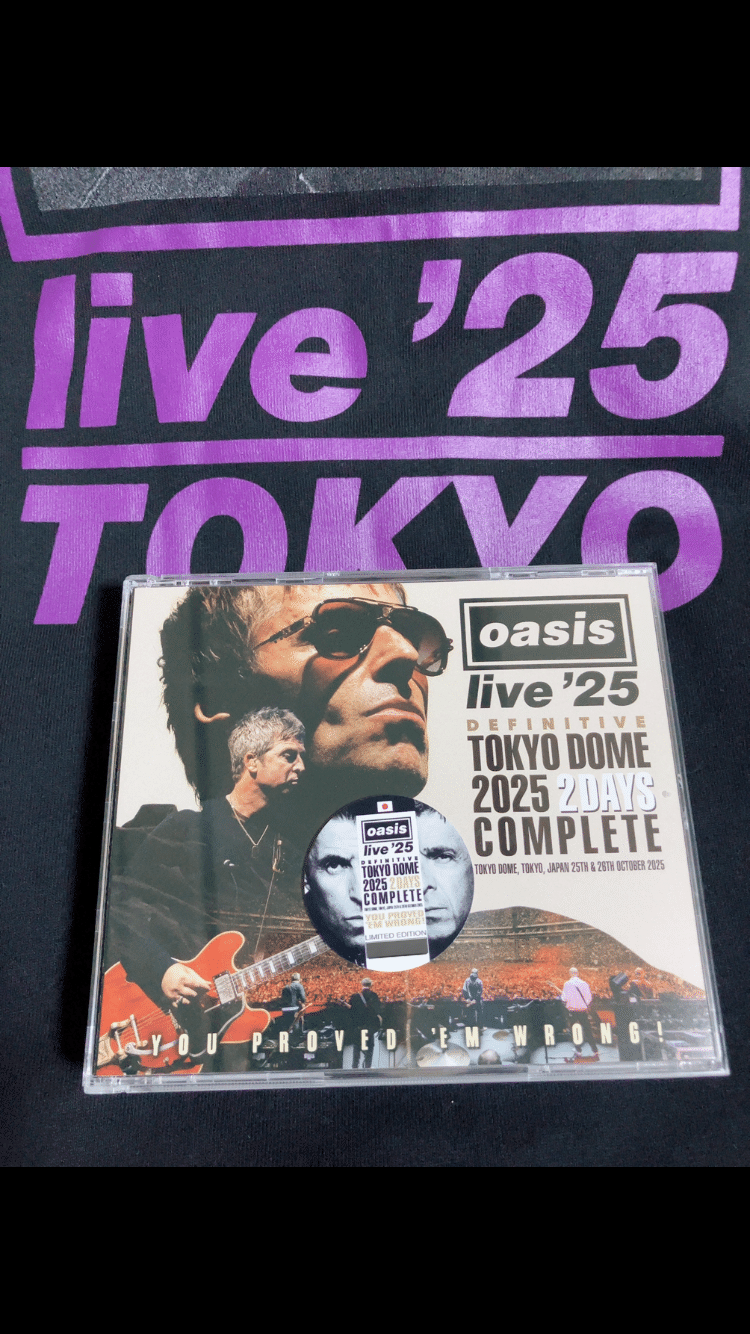 live ’25
TOKYO
oasis
live ’25
DEFINITIVE
TOKYO DOME
2025 2DAYS
COMPLETE
TOKYO DOME, TOKYO, JAPAN 25TH & 26TH OCTOBER 2025
oasis
live ’25
DEFINITIVE
TOKYO DOME
2025 2DAYS
COMPLETE
YOU PROVED
'EM WRONG!
LIMITED EDITION
YOU PROVED 'EM WRONG!